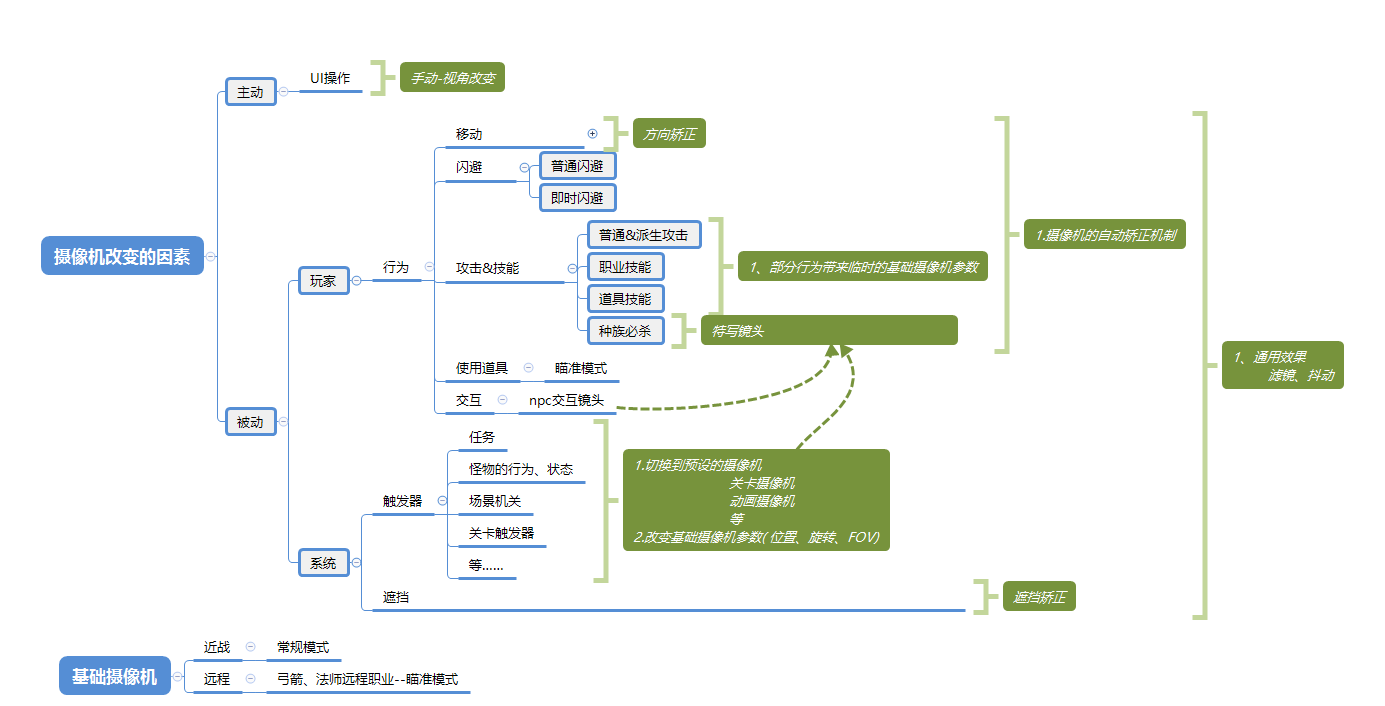 摄像机改变的因素
主动
UI操作
手动-视角改变
被动
玩家
行为
移动
方向矫正
闪避
普通闪避
即时闪避
攻击&技能
普通&派生攻击
职业技能
道具技能
种族必杀
1、部分行为带来临时的基础摄像机参数
特写镜头
使用道具
瞄准模式
交互
npc交互镜头
1.摄像机的自动矫正机制
系统
触发器
任务
怪物的行为、状态
场景机关
关卡触发器
等......
1.切换到预设的摄像机
关卡摄像机
动画摄像机
等
2.改变基础摄像机参数( 位置、旋转、FOV)
遮挡
遮挡矫正
1、通用效果
滤镜、抖动
基础摄像机
近战
常规模式
远程
弓箭、法师远程职业--瞄准模式